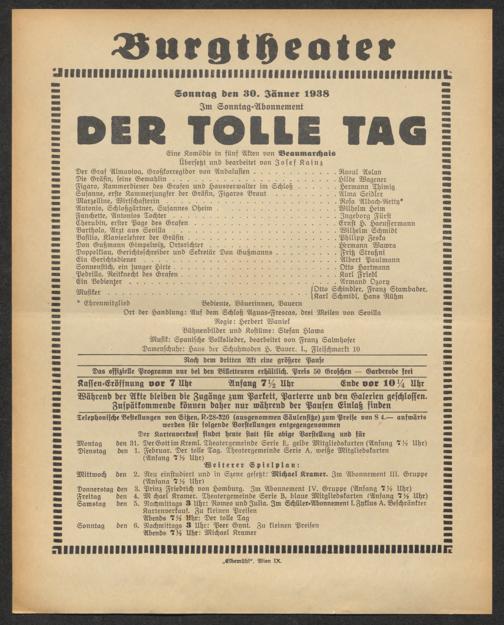 Burgtheater
Sonntag den 30. Jänner 1938
Im Sonntag-Abonnement
DER TOLLE TAG
Eine Komödie in fünf Akten von Beaumarchais
Übersetzt und bearbeitet von Josef Kainz
Der Graf Almaviva, Großkorregidor von Andalusien . . . Raoul Aslan
Die Gräfin, seine Gemahlin . . . Hilde Wagener
Figaro, Kammerdiener des Grafen und Hausverwalter im Schloß . . . Hermann Thimig
Susanne, erste Kammerjungfer der Gräfin, Figaros Braut . . . Alma Seidler
Marzelline, Wirtschafterin . . . Rosa Albach-Retty*
Antonio, Schloßgärtner, Susannes Oheim . . . Wilhelm Heim
Fanchette, Antonios Tochter . . . Ingeborg Fürst
Cherubin, erster Page des Grafen . . . Ernst H. Haeussermann
Bartholo, Arzt aus Sevilla . . . Wilhelm Schmidt
Basilio, Klavierlehrer der Gräfin . . . Philipp Zeska
Don Gußmann Gimpelwitz, Ortsrichter . . . Hermann Wawra
Doppelklau, Gerichtsschreiber und Sekretär Don Gußmanns . . . Fritz Straßni
Ein Gerichtsdiener . . . Albert Paulmann
Sonnenstich, ein junger Hirte . . . Otto Hartmann
Pedrillo, Reitknecht des Grafen . . . Karl Friedl
Ein Bedienter . . . Armand Ozory
Musiker . . . Otto Schindler, Franz Stambader,
Karl Schmidl, Hans Rühm
* Ehrenmitglied Bediente, Bäuerinnen, Bauern
Ort der Handlung: Auf dem Schloß Aguas-Frescas, drei Meilen von Sevilla
Regie: Herbert Waniek
Bühnenbilder und Kostüme: Stefan Hlawa
Musik: Spanische Volkslieder, bearbeitet von Franz Salmhofer
Damenschuhe: Haus der Schuhmoden H. Bauer, I., Fleischmarkt 10
Nach dem dritten Akt eine größere Pause
Das offizielle Programm nur bei den Billetteuren erhältlich. Preis 50 Groschen — Garderobe frei
Kassen-Eröffnung vor 7 Uhr Anfang 7½ Uhr Ende vor 10¼ Uhr
Während der Akte bleiben die Zugänge zum Parkett, Parterre und den Galerien geschlossen.
Zuspätkommende können daher nur während der Pausen Einlaß finden
Telephonische Bestellungen von Sitzen, R-28-320 (ausgenommen Säulensitze) zum Preise von S 4.— aufwärts
werden für folgende Vorstellungen entgegengenommen
Der Kartenverkauf findet heute statt für obige Vorstellung und für
Montag den 31. Der Gott im Kreml. Theatergemeinde Serie E, gelbe Mitgliedskarten (Anfang 7½ Uhr)
Dienstag den 1. Februar. Der tolle Tag. Theatergemeinde Serie A, weiße Mitgliedskarten
(Anfang 7½ Uhr)
Weiterer Spielplan:
Mittwoch den 2. Neu einstudiert und in Szene gesetzt: Michael Kramer. Im Abonnement III. Gruppe
(Anfang 7½ Uhr)
Donnerstag den 3. Prinz Friedrich von Homburg. Im Abonnement IV. Gruppe (Anfang 7½ Uhr)
Freitag den 4. Michael Kramer. Theatergemeinde Serie B, blaue Mitgliedskarten (Anfang 7½ Uhr)
Samstag den 5. Nachmittags 3 Uhr: Romeo und Julia. Im Schüler-Abonnement I. Zyklus A. Beschränkter
Kartenverkauf. Zu kleinen Preisen
Abends 7½ Uhr: Der tolle Tag
Sonntag den 6. Nachmittags 3 Uhr: Peer Gynt. Zu kleinen Preisen
Abends 7½ Uhr: Michael Kramer
„Elbemühl“, Wien IX.